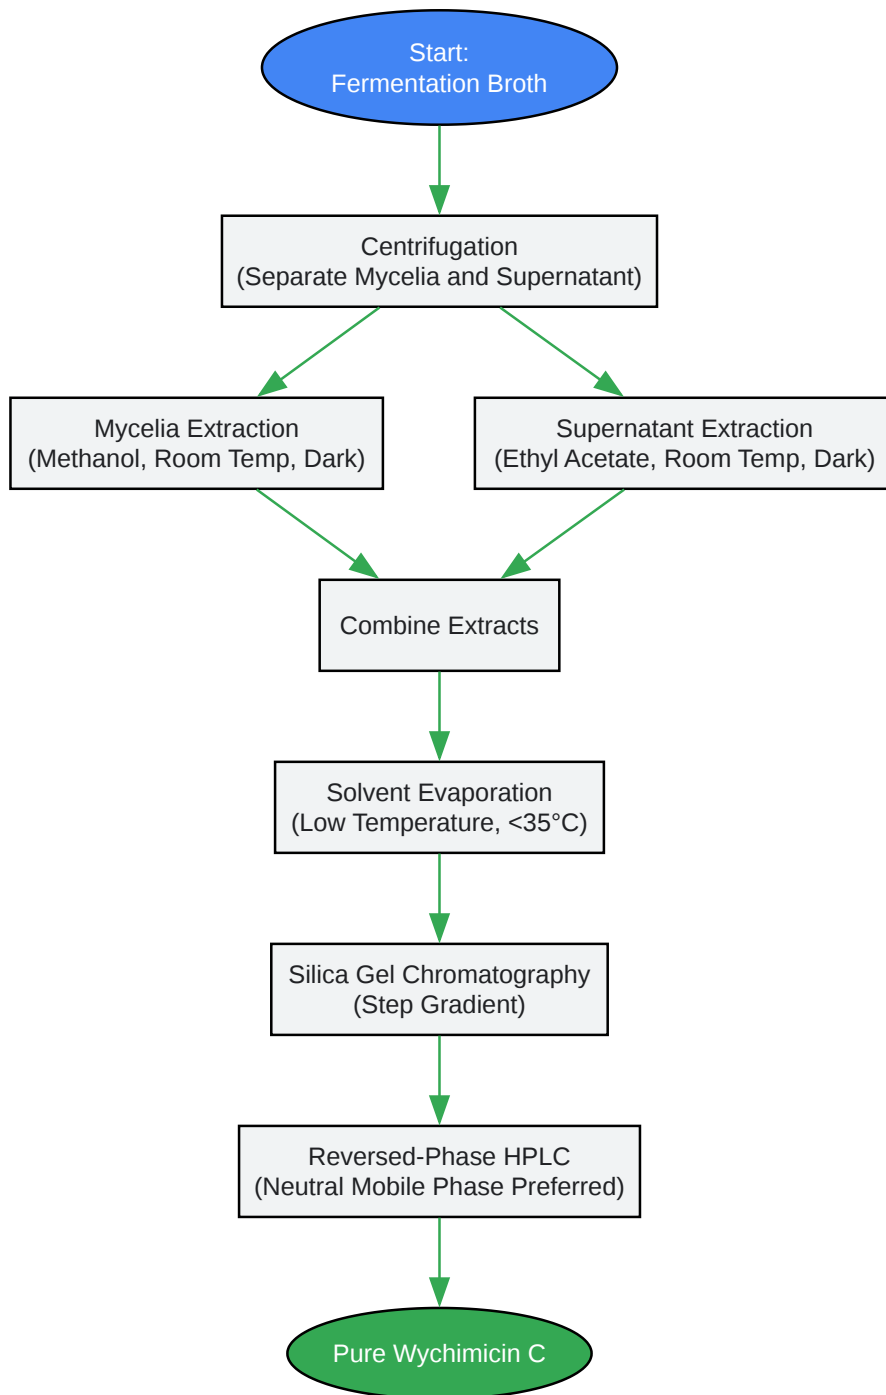 Start:
Fermentation Broth
Centrifugation
(Separate Mycelia and Supernatant)
Mycelia Extraction
(Methanol, Room Temp, Dark)
Supernatant Extraction
(Ethyl Acetate, Room Temp, Dark)
Combine Extracts
Solvent Evaporation
(Low Temperature, <35°C)
Silica Gel Chromatography
(Step Gradient)
Reversed-Phase HPLC
(Neutral Mobile Phase Preferred)
Pure Wychimicin C